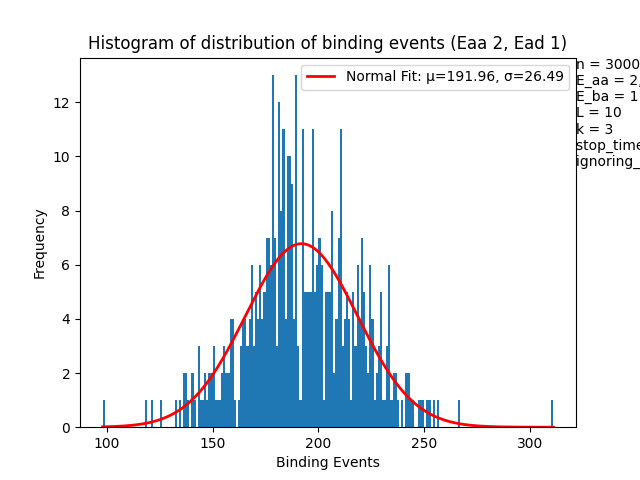 Histogram of distribution of binding events (Eaa 2, Ead 1)
Normal Fit: μ=191.96, σ=26.49
n = 3000
E_aa = 2,
E_ba = 1
L = 10
k = 3
stop_time
ignoring_
Frequency
12
10
8
6
4
2
0
100 150 200 250 300
Binding Events